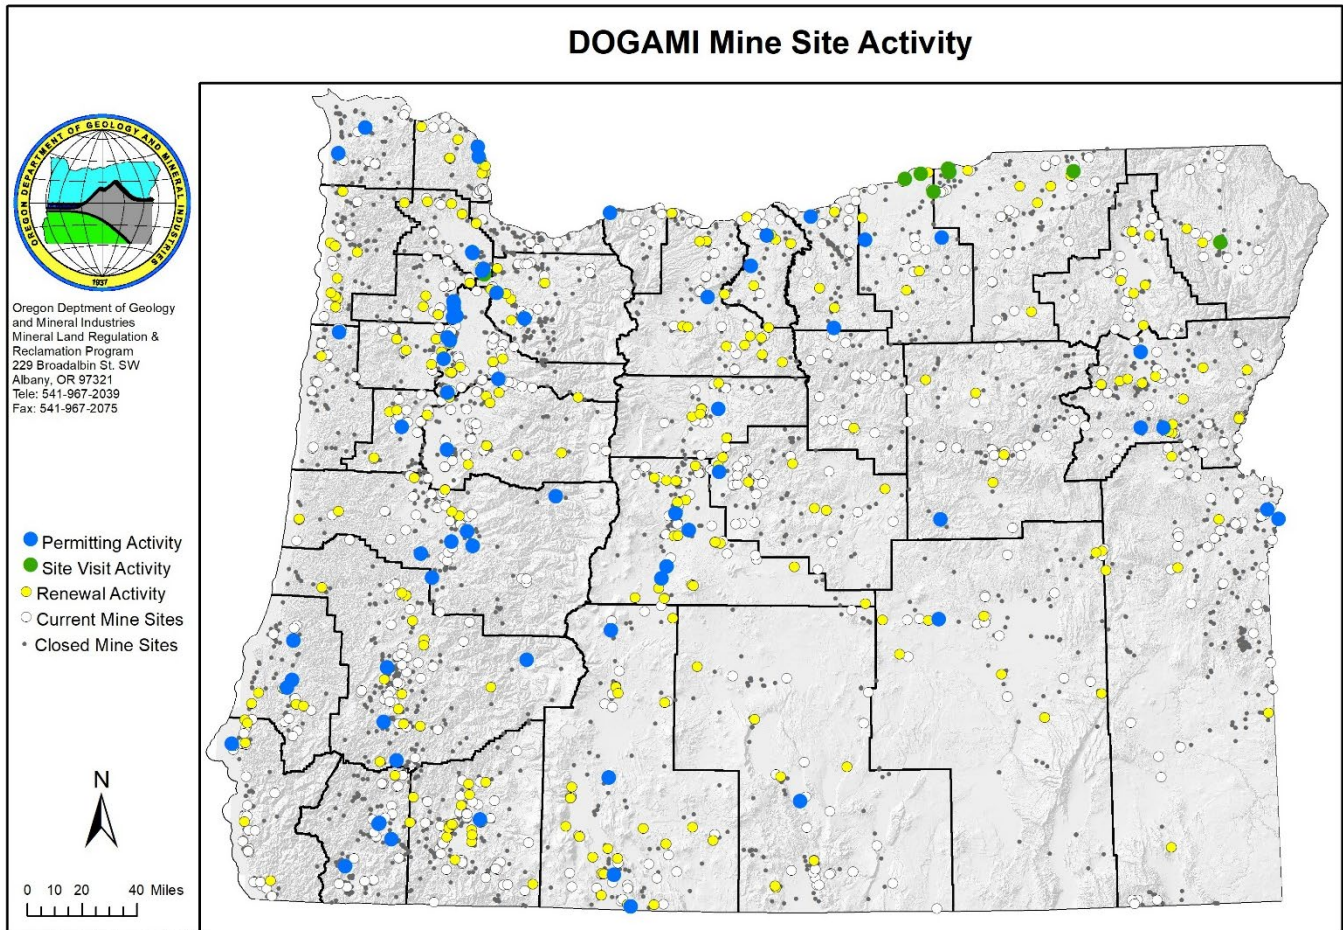 DOGAMI Mine Site Activity
OREGON DEPARTMENT OF GEOLOGY AND MINERAL INDUSTRIES
1937
Oregon Deptment of Geology
and Mineral Industries
Mineral Land Regulation &
Reclamation Program
229 Broadalbin St. SW
Albany, OR 97321
Tele: 541-967-2039
Fax: 541-967-2075
Permitting Activity
Site Visit Activity
Renewal Activity
Current Mine Sites
Closed Mine Sites
N
0 10 20 40 Miles